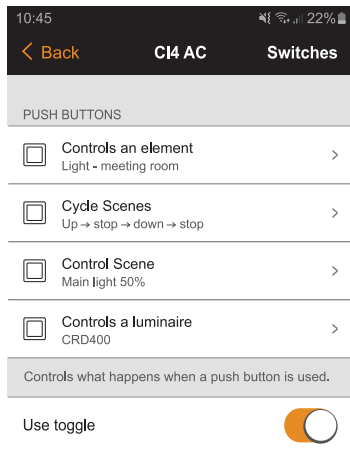 10:45 22%
Back CI4 AC Switches
PUSH BUTTONS
Controls an element
Light - meeting room
Cycle Scenes
Up → stop → down → stop
Control Scene
Main light 50%
Controls a luminaire
CRD400
Controls what happens when a push button is used.
Use toggle